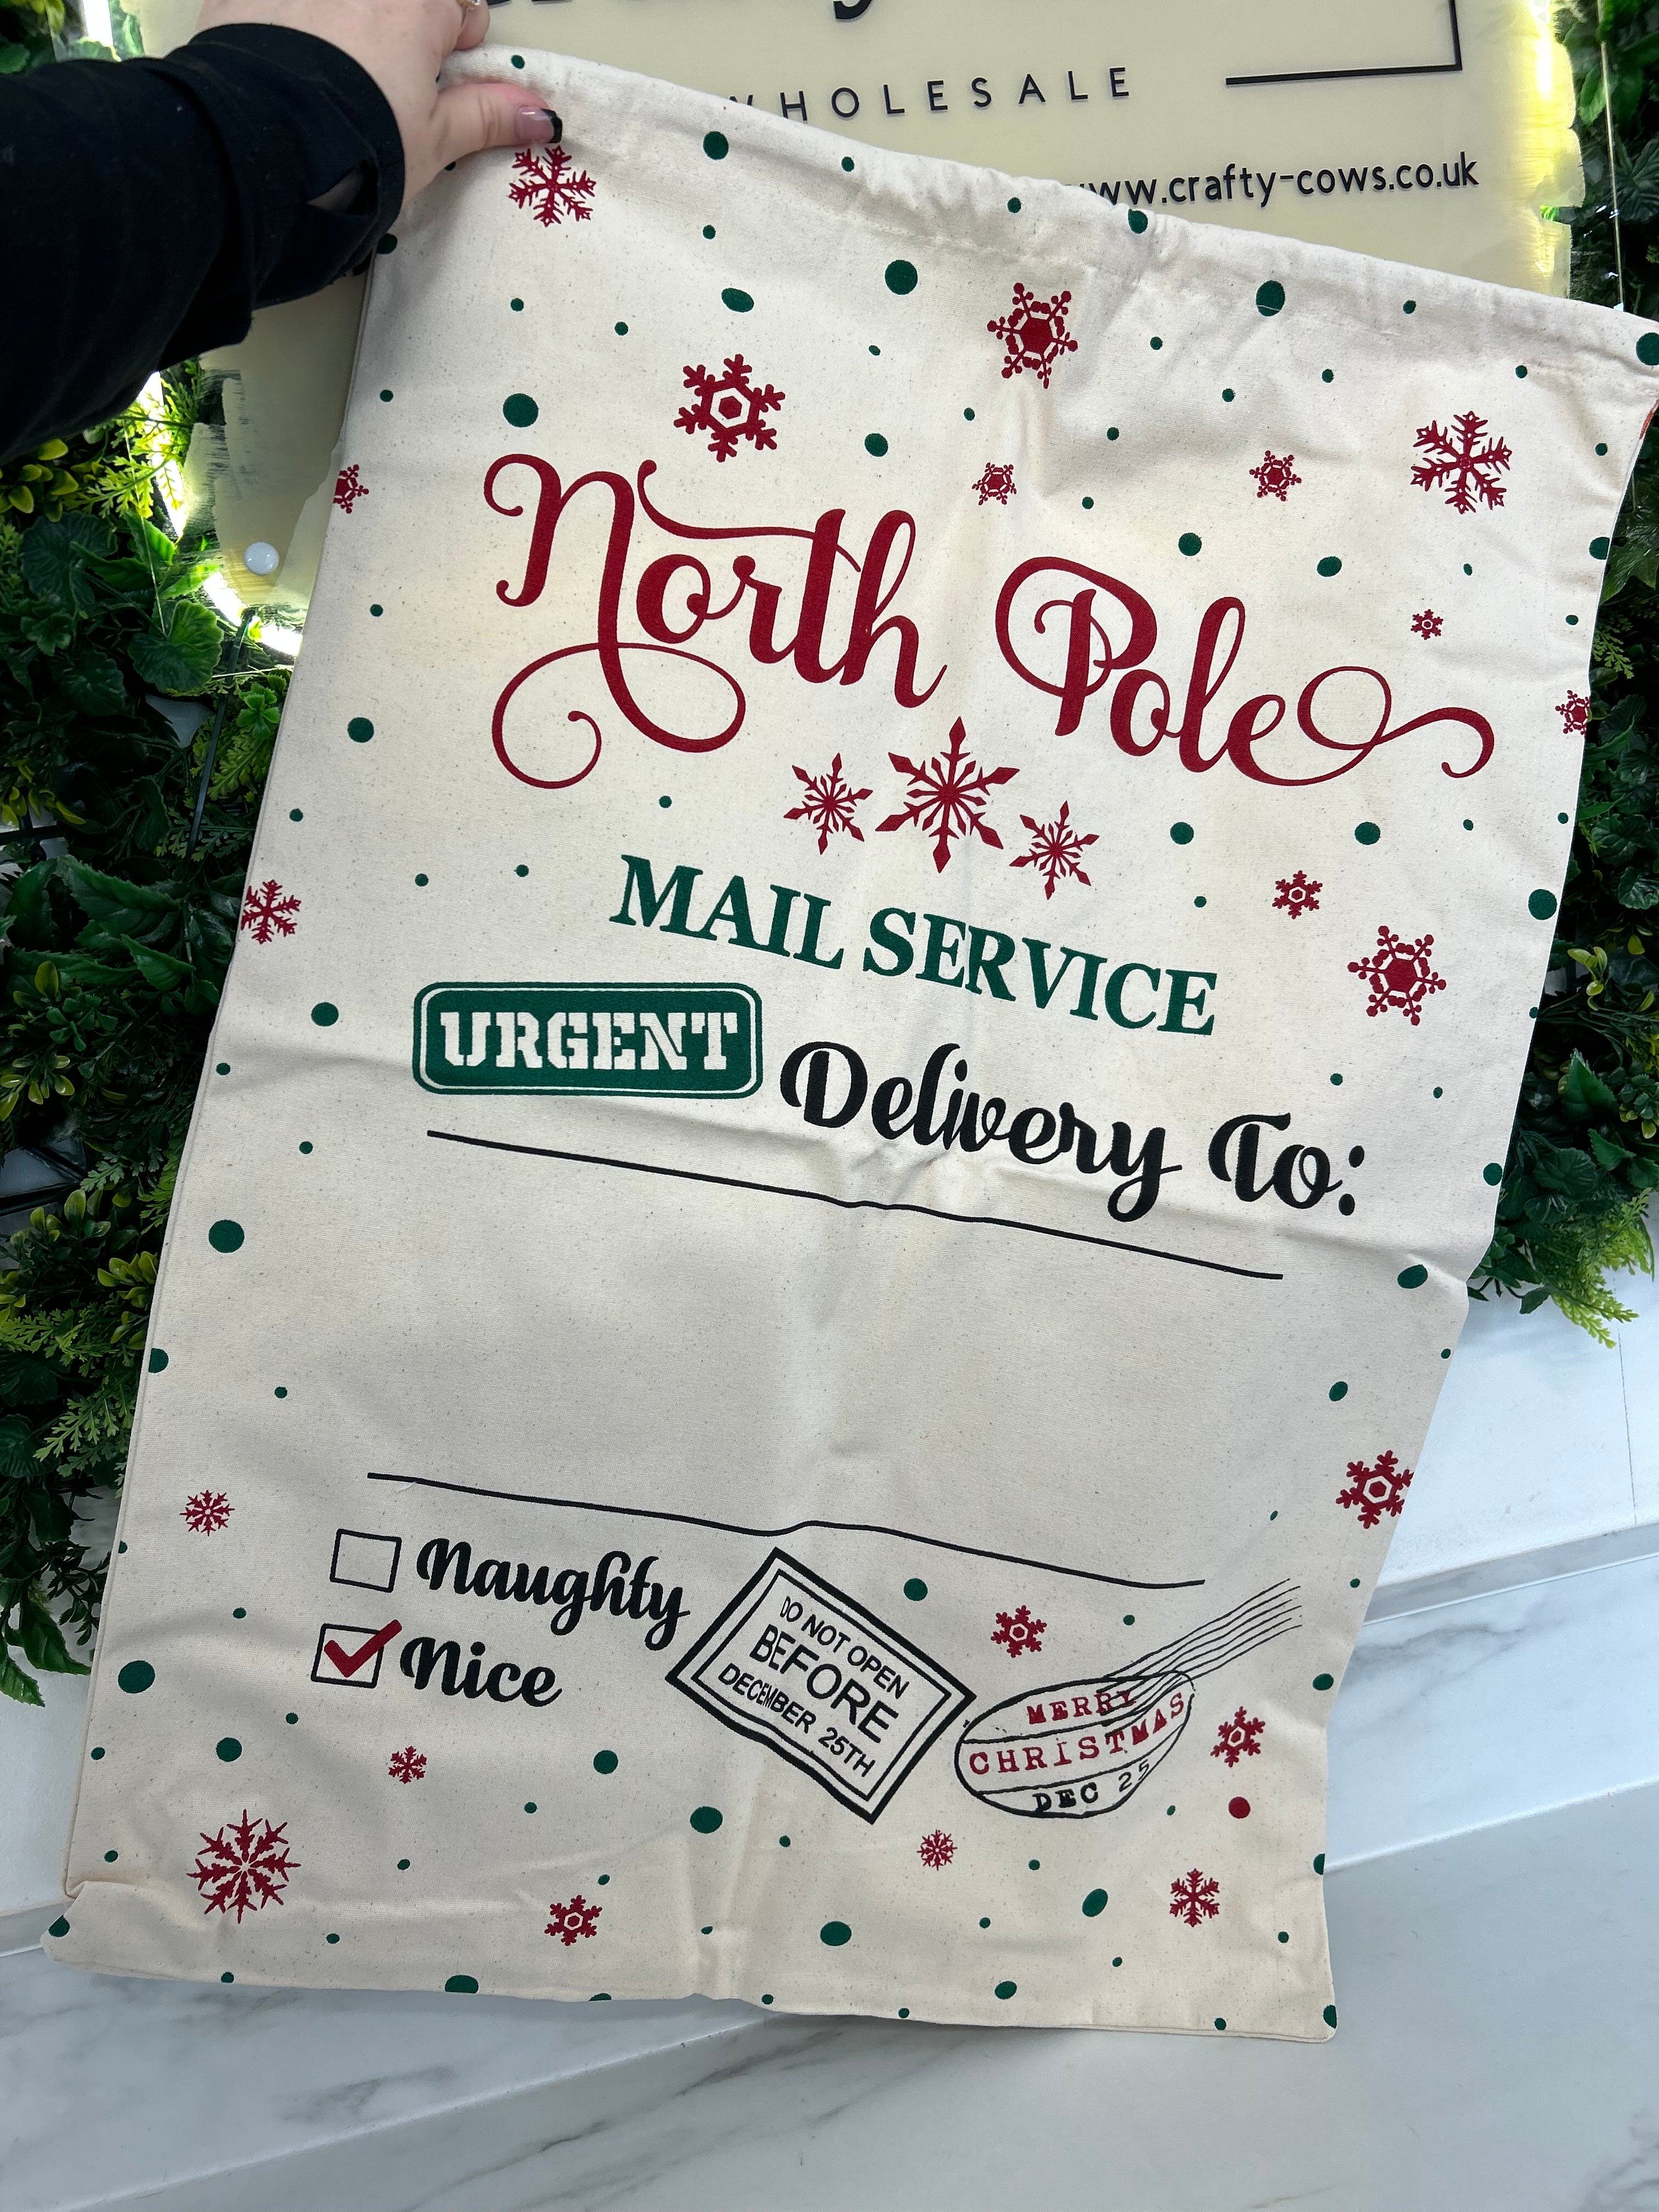 WHOLESALE
www.crafty-cows.co.uk
North Pole
MAIL SERVICE
URGENT Delivery To:
Naughty
Nice
DO NOT OPEN
BEFORE
DECEMBER 25TH
MERRY
CHRISTMAS
DEC 25